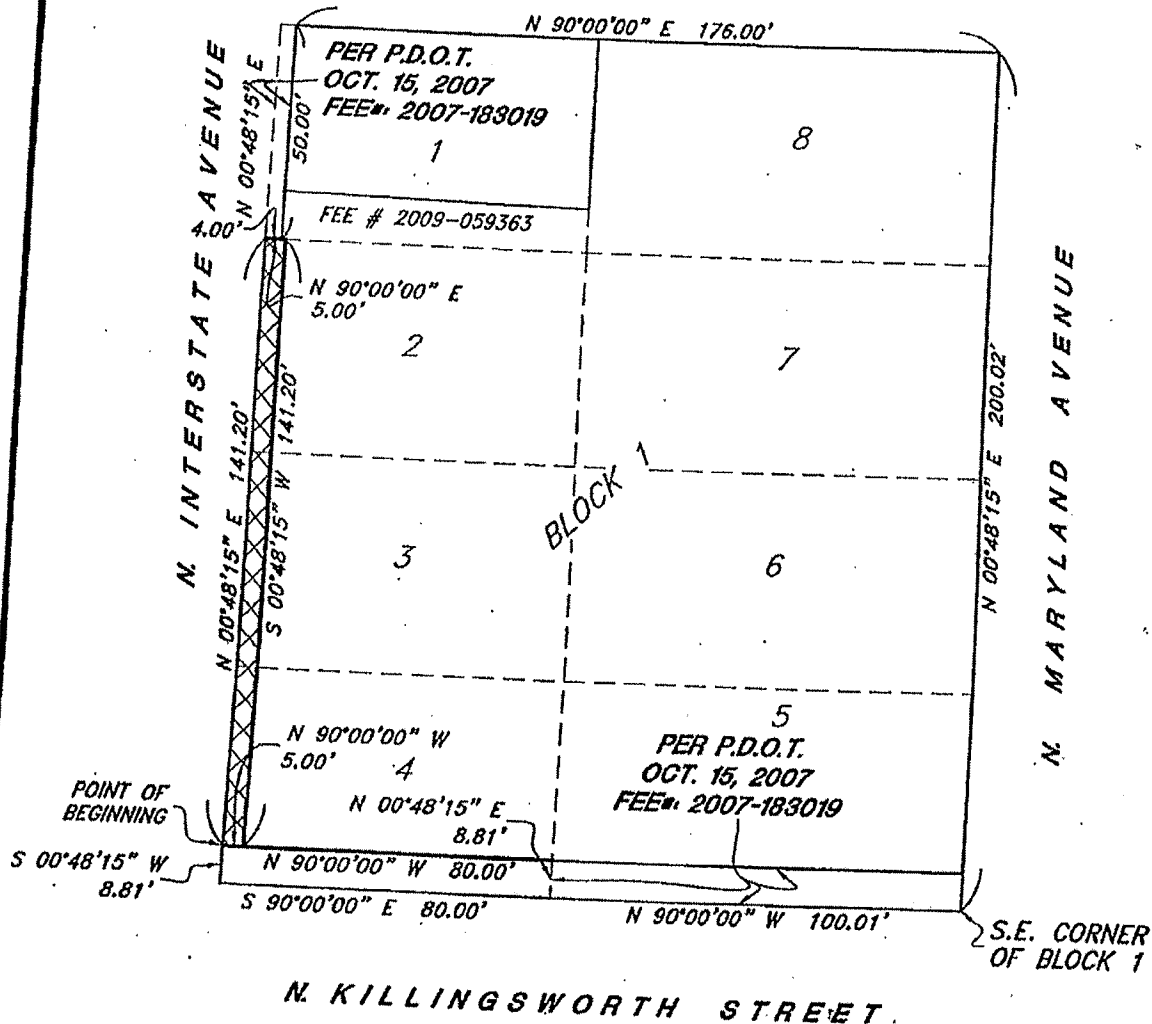 N 90°00'00" E 176.00'
PER P.D.O.T.
OCT. 15, 2007
FEE#: 2007-183019
1
8
N 00°48'15" E
50.00'
FEE # 2009-059363
4.00'
N 90°00'00" E
5.00'
2
7
N. INTERSTATE AVENUE
N. MARYLAND AVENUE
N 00°48'15" E 141.20'
S 00°48'15" W 141.20'
N 00°48'15" E 200.02'
BLOCK 1
3
6
5
PER P.D.O.T.
OCT. 15, 2007
FEE#: 2007-183019
N 90°00'00" W
5.00'
4
POINT OF
BEGINNING
N 00°48'15" E
8.81'
S 00°48'15" W
8.81'
N 90°00'00" W 80.00'
S 90°00'00" E 80.00'
N 90°00'00" W 100.01'
S.E. CORNER
OF BLOCK 1
N. KILLINGSWORTH STREET.